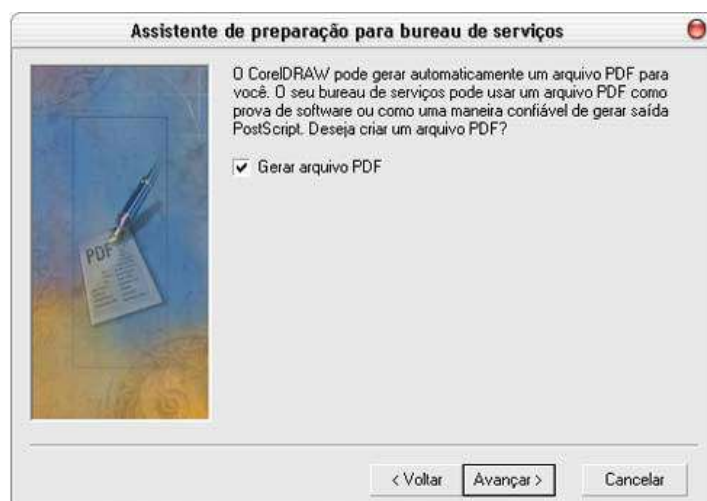 Assistente de preparação para bureau de serviços
O CorelDRAW pode gerar automaticamente um arquivo PDF para
você. O seu bureau de serviços pode usar um arquivo PDF como
prova de software ou como uma maneira confiável de gerar saída
PostScript. Deseja criar um arquivo PDF?
Gerar arquivo PDF
PDF
< Voltar
Avançar >
Cancelar